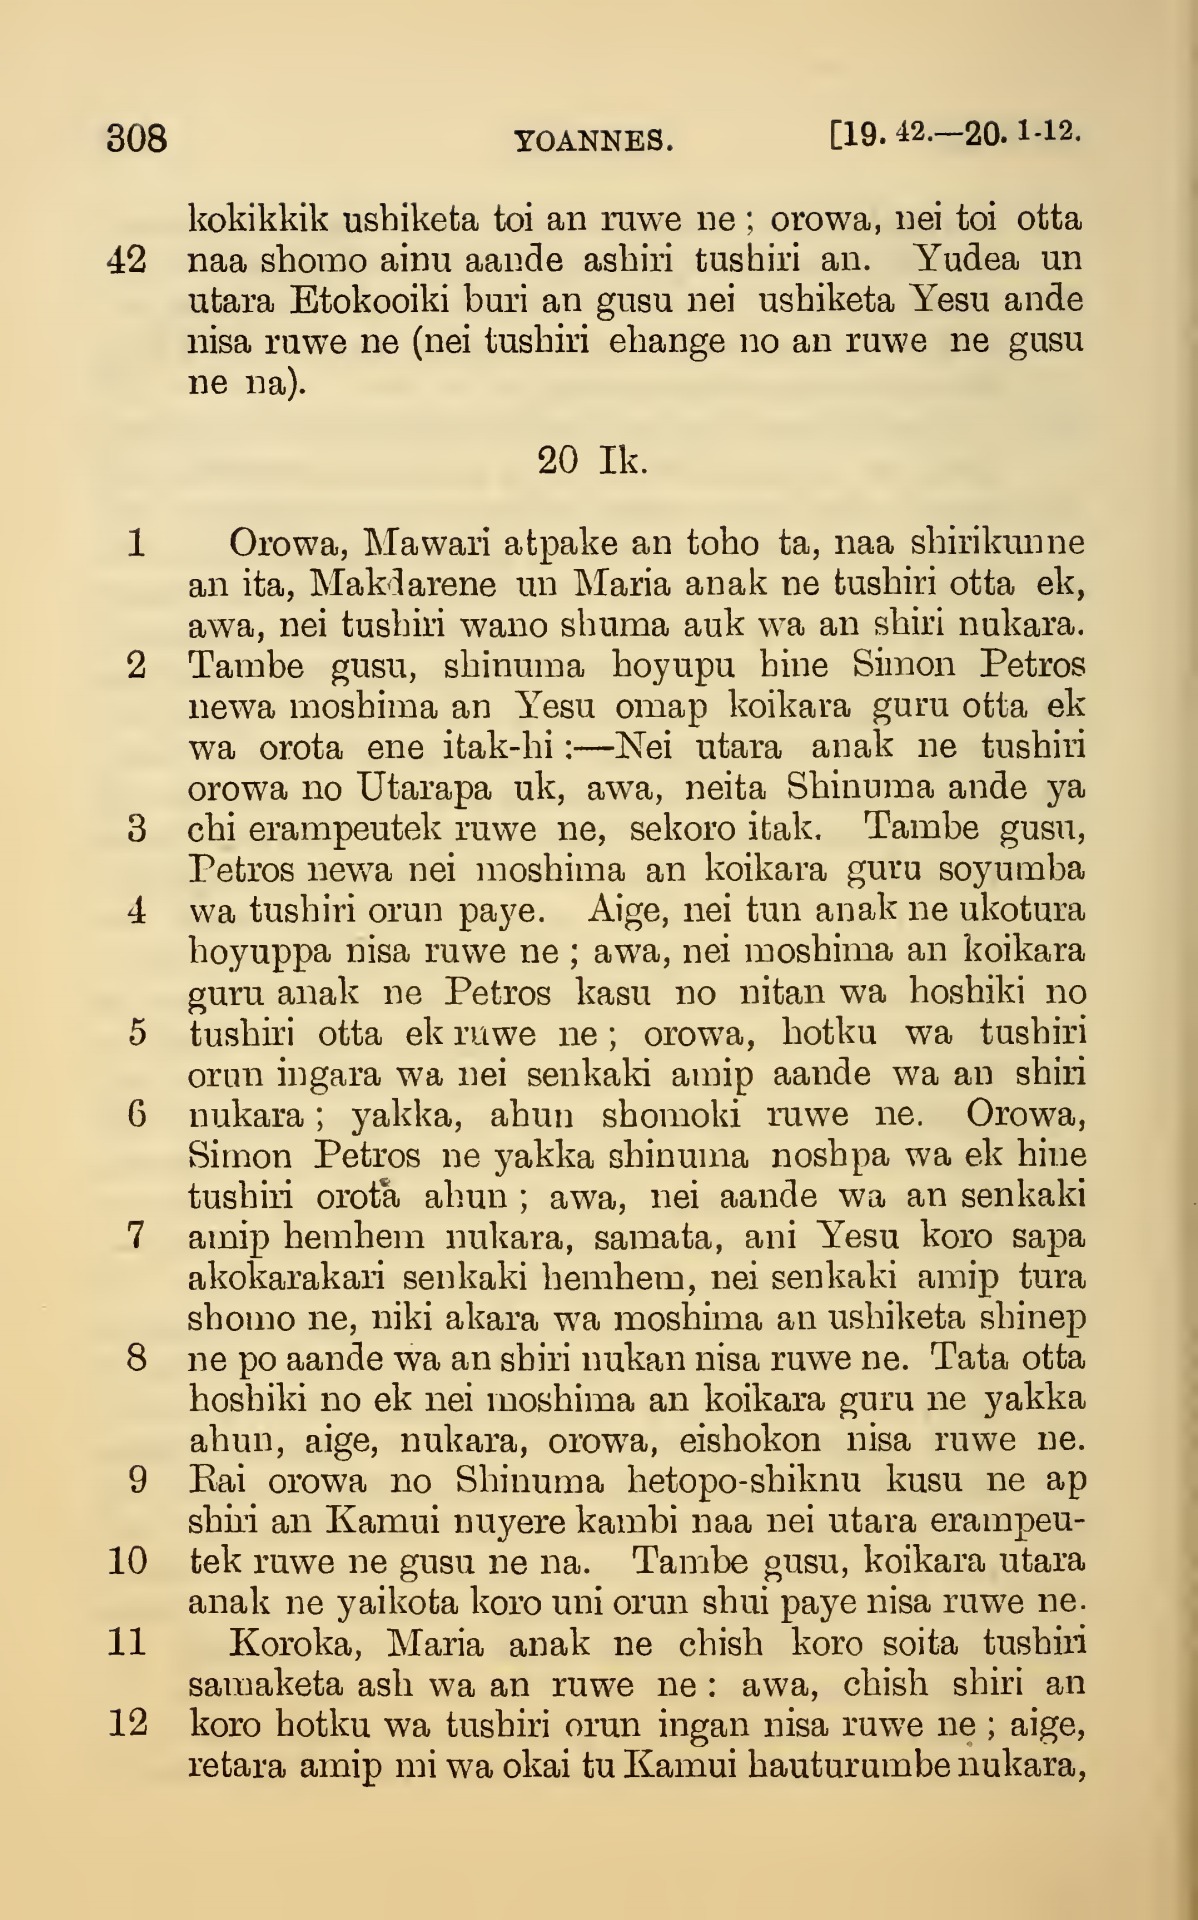 308 YOANNES. [19. 42.—20. 1-12.
kokikkik ushiketa toi an ruwe ne ; orowa, nei toi otta
42 naa shomo ainu aande ashiri tushiri an. Yudea un
utara Etokooiki buri an gusu nei ushiketa Yesu ande
nisa ruwe ne (nei tushiri ehange no an ruwe ne gusu
ne na).
20 Ik.
1 Orowa, Mawari atpake an toho ta, naa shirikunne
an ita, Makdarene un Maria anak ne tushiri otta ek,
awa, nei tushiri wano shuma auk wa an shiri nukara.
2 Tambe gusu, shinuma hoyupu hine Simon Petros
newa moshima an Yesu omap koikara guru otta ek
wa orota ene itak-hi :—Nei utara anak ne tushiri
orowa no Utarapa uk, awa, neita Shinuma ande ya
3 chi erampeutek ruwe ne, sekoro itak. Tambe gusu,
Petros newa nei moshima an koikara guru soyumba
4 wa tushiri orun paye. Aige, nei tun anak ne ukotura
hoyuppa nisa ruwe ne ; awa, nei moshima an koikara
guru anak ne Petros kasu no nitan wa hoshiki no
5 tushiri otta ek ruwe ne ; orowa, hotku wa tushiri
orun ingara wa nei senkaki amip aande wa an shiri
6 nukara ; yakka, ahun shomoki ruwe ne. Orowa,
Simon Petros ne yakka shinuma noshpa wa ek hine
tushiri orota ahun ; awa, nei aande wa an senkaki
7 amip hemhem nukara, samata, ani Yesu koro sapa
akokarakari senkaki hemhem, nei senkaki amip tura
shomo ne, niki akara wa moshima an ushiketa shinep
8 ne po aande wa an shiri nukan nisa ruwe ne. Tata otta
hoshiki no ek nei moshima an koikara guru ne yakka
ahun, aige, nukara, orowa, eishokon nisa ruwe ne.
9 Rai orowa no Shinuma hetopo-shiknu kusu ne ap
shiri an Kamui nuyere kambi naa nei utara erampeu-
10 tek ruwe ne gusu ne na. Tambe gusu, koikara utara
anak ne yaikota koro uni orun shui paye nisa ruwe ne.
11 Koroka, Maria anak ne chish koro soita tushiri
samaketa ash wa an ruwe ne : awa, chish shiri an
12 koro hotku wa tushiri orun ingan nisa ruwe ne ; aige,
retara amip mi wa okai tu Kamui hauturumbe nukara,